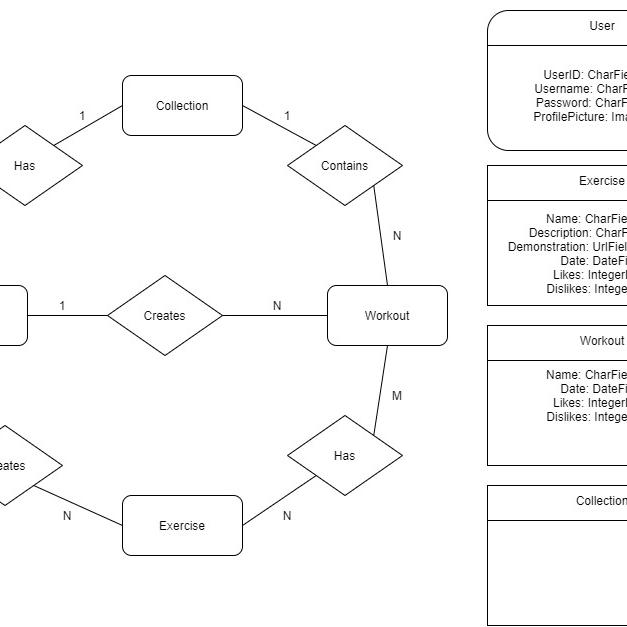 Collection
1
1
Has
Contains
N
1
Creates
N
Workout
M
eates
Has
N
Exercise
N
User
UserID: CharFie
Username: CharF
Password: CharF
ProfilePicture: Ima
Exercise
Name: CharFie
Description: CharF
Demonstration: UrlFiel
Date: DateFi
Likes: Integerl
Dislikes: Intege
Workout
Name: CharFie
Date: DateFi
Likes: Integerl
Dislikes: Intege
Collection